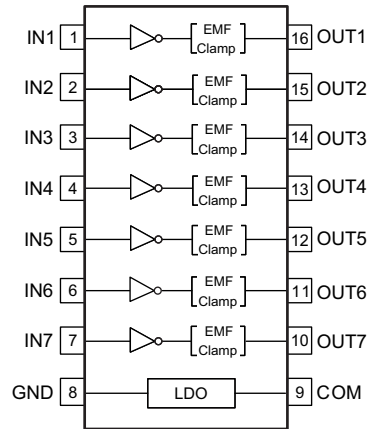 IN1 1 EMF Clamp 16 OUT1
IN2 2 EMF Clamp 15 OUT2
IN3 3 EMF Clamp 14 OUT3
IN4 4 EMF Clamp 13 OUT4
IN5 5 EMF Clamp 12 OUT5
IN6 6 EMF Clamp 11 OUT6
IN7 7 EMF Clamp 10 OUT7
GND 8 LDO 9 COM